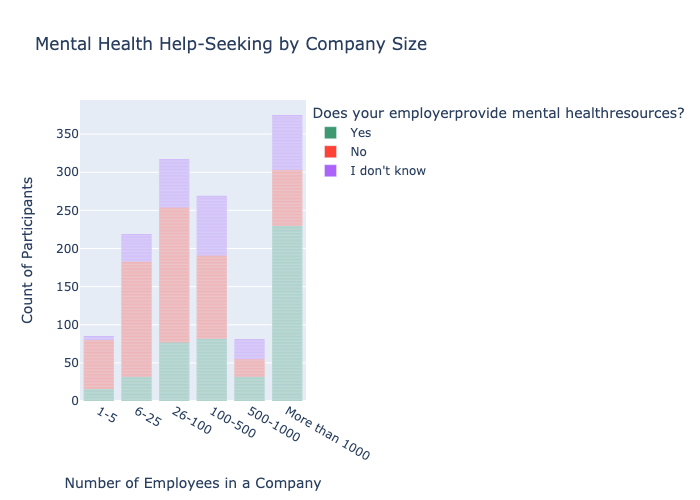 Mental Health Help-Seeking by Company Size
Does your employerprovide mental healthresources?
Yes
No
I don't know
Count of Participants
350
300
250
200
150
100
50
0
1-5
6-25
26-100
100-500
500-1000
More than 1000
Number of Employees in a Company